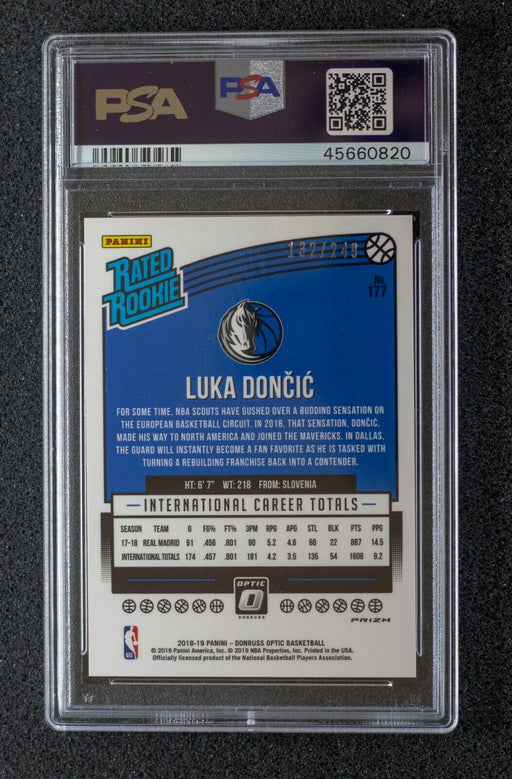 PSA
PSA
45660820
PANINI
132/249
RATED
ROOKIE
No.
177
LUKA DONČIĆ
FOR SOME TIME, NBA SCOUTS HAVE GUSHED OVER A BUDDING SENSATION ON
THE EUROPEAN BASKETBALL CIRCUIT. IN 2018, THAT SENSATION, DONČIĆ,
MADE HIS WAY TO NORTH AMERICA AND JOINED THE MAVERICKS. IN DALLAS,
THE GUARD WILL INSTANTLY BECOME A FAN FAVORITE AS HE IS TASKED WITH
TURNING A REBUILDING FRANCHISE BACK INTO A CONTENDER.
HT: 6' 7" WT: 218 FROM: SLOVENIA
INTERNATIONAL CAREER TOTALS
SEASON TEAM G FG% FT% 3PM RPG APG STL BLK PTS PPG
17-18 REAL MADRID 61 .456 .801 90 5.2 4.6 68 22 887 14.5
INTERNATIONAL TOTALS 174 .457 .801 181 4.2 3.5 135 54 1608 9.2
OPTIC
DONRUSS
PRIZM
NBA
2018-19 PANINI – DONRUSS OPTIC BASKETBALL
© 2019 Panini America, Inc. © 2019 NBA Properties, Inc. Printed in the USA.
Officially licensed product of the National Basketball Players Association.